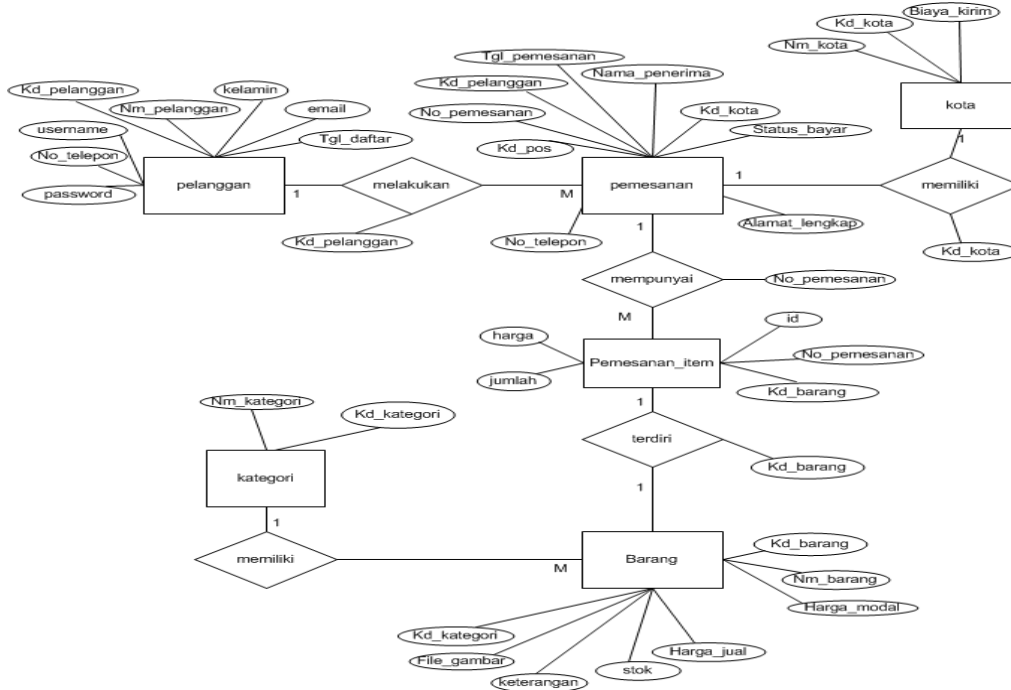 Biaya_kirim
Kd_kota
Nm_kota
kota
1
memiliki
Kd_kota
Tgl_pemesanan
Nama_penerima
Kd_pelanggan
No_pemesanan
Kd_kota
Status_bayar
Kd_pos
pemesanan
1
M
Alamat_lengkap
No_telepon
1
Kd_pelanggan
kelamin
Nm_pelanggan
email
username
Tgl_daftar
No_telepon
password
pelanggan
1
melakukan
Kd_pelanggan
mempunyai
No_pemesanan
M
harga
id
Pemesanan_item
No_pemesanan
jumlah
Kd_barang
1
terdiri
Kd_barang
1
Nm_kategori
Kd_kategori
kategori
1
memiliki
M
Barang
Kd_barang
Nm_barang
Harga_modal
Kd_kategori
File_gambar
Harga_jual
stok
keterangan